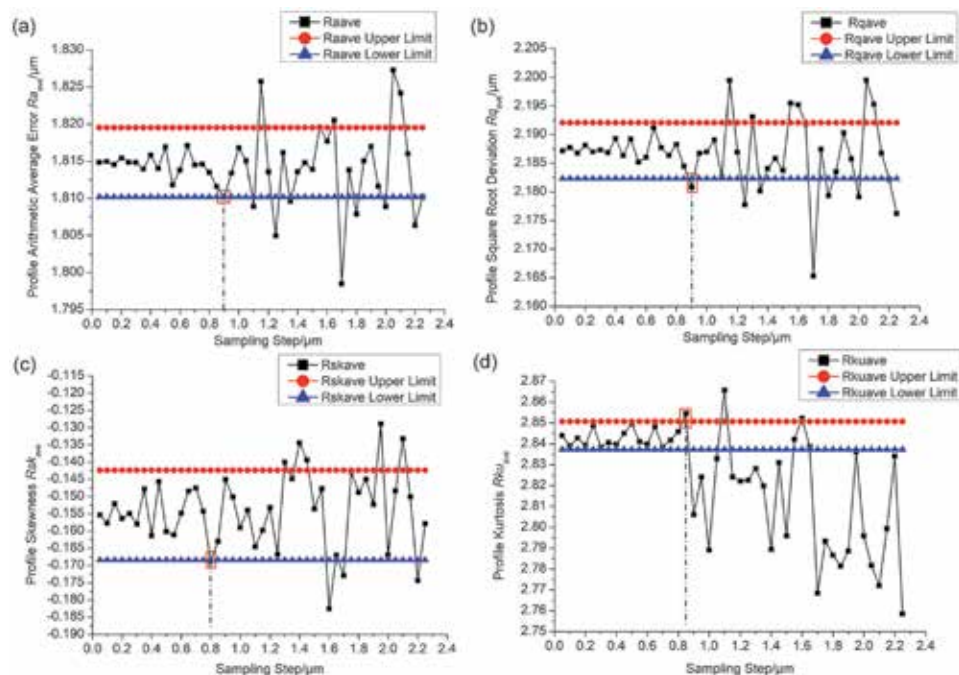 (a)
Raave
Raave Upper Limit
Raave Lower Limit
Profile Arithmetic Average Error Ra_ave/μm
1.830
1.825
1.820
1.815
1.810
1.805
1.800
1.795
0.0 0.2 0.4 0.6 0.8 1.0 1.2 1.4 1.6 1.8 2.0 2.2 2.4
Sampling Step/μm
(b)
Rqave
Rqave Upper Limit
Rqave Lower Limit
Profile Square Root Deviation Rq_ave/μm
2.205
2.200
2.195
2.190
2.185
2.180
2.175
2.170
2.165
2.160
0.0 0.2 0.4 0.6 0.8 1.0 1.2 1.4 1.6 1.8 2.0 2.2 2.4
Sampling Step/μm
(c)
Rskave
Rskave Upper Limit
Rskave Lower Limit
Profile Skewness Rsk_ave
-0.115
-0.120
-0.125
-0.130
-0.135
-0.140
-0.145
-0.150
-0.155
-0.160
-0.165
-0.170
-0.175
-0.180
-0.185
-0.190
0.0 0.2 0.4 0.6 0.8 1.0 1.2 1.4 1.6 1.8 2.0 2.2 2.4
Sampling Step/μm
(d)
Rkuave
Rkuave Upper Limit
Rkuave Lower Limit
Profile Kurtosis Rku_ave
2.87
2.86
2.85
2.84
2.83
2.82
2.81
2.80
2.79
2.78
2.77
2.76
2.75
0.0 0.2 0.4 0.6 0.8 1.0 1.2 1.4 1.6 1.8 2.0 2.2 2.4
Sampling Step/μm